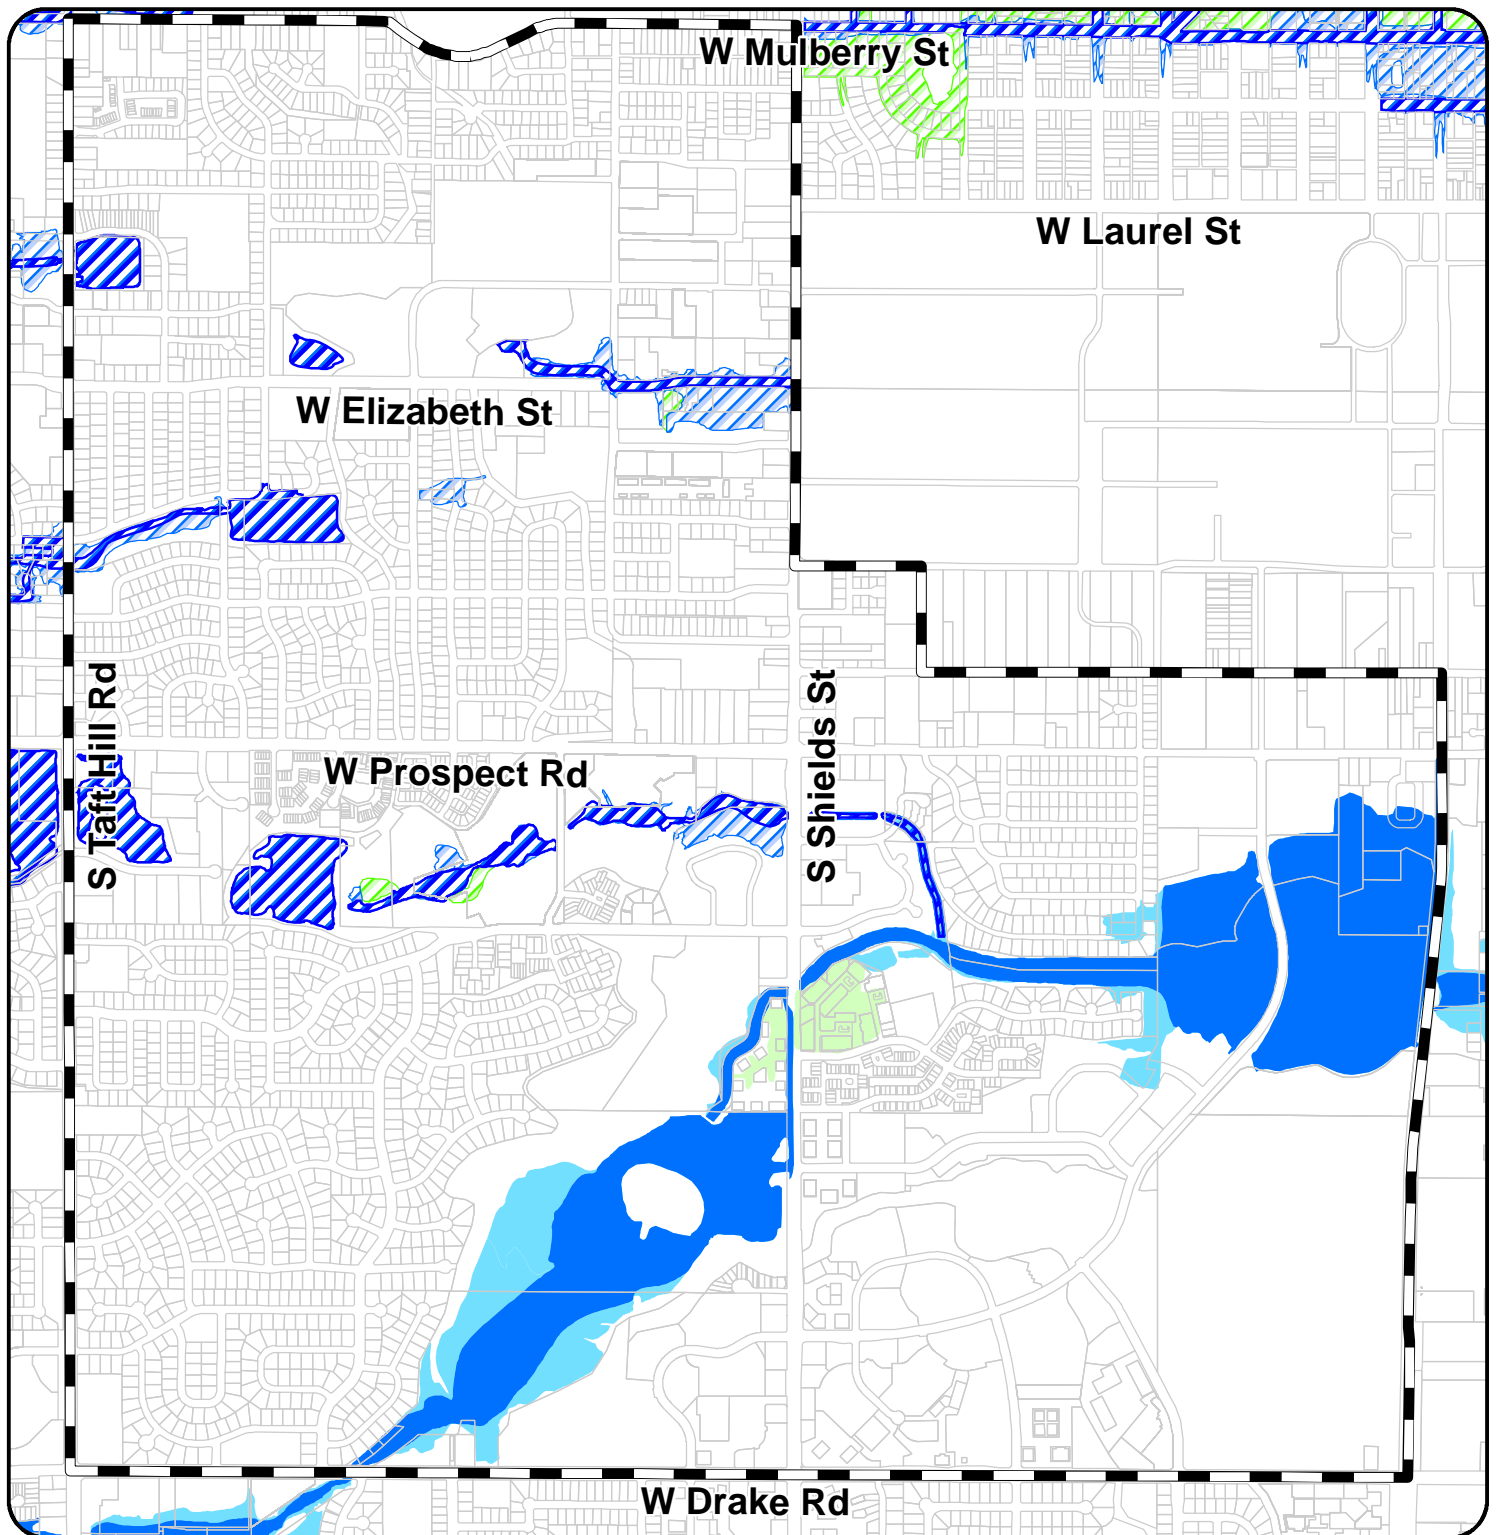 W Mulberry St
W Laurel St
W Elizabeth St
S Taft Hill Rd
S Shields St
W Prospect Rd
W Drake Rd